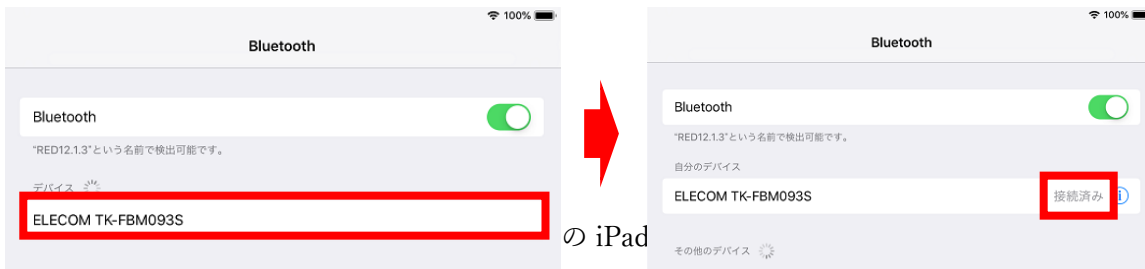 100%
Bluetooth
Bluetooth
"RED12.1.3"という名前で検出可能です。
デバイス
ELECOM TK-FBM093S
の iPad
100%
Bluetooth
Bluetooth
"RED12.1.3"という名前で検出可能です。
自分のデバイス
ELECOM TK-FBM093S 接続済み i
その他のデバイス